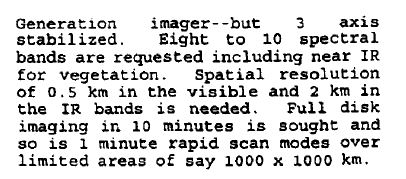 Generation imager--but 3 axis
stabilized. Eight to 10 spectral
bands are requested including near IR
for vegetation. Spatial resolution
of 0.5 km in the visible and 2 km in
the IR bands is needed. Full disk
imaging in 10 minutes is sought and
so is 1 minute rapid scan modes over
limited areas of say 1000 x 1000 km.